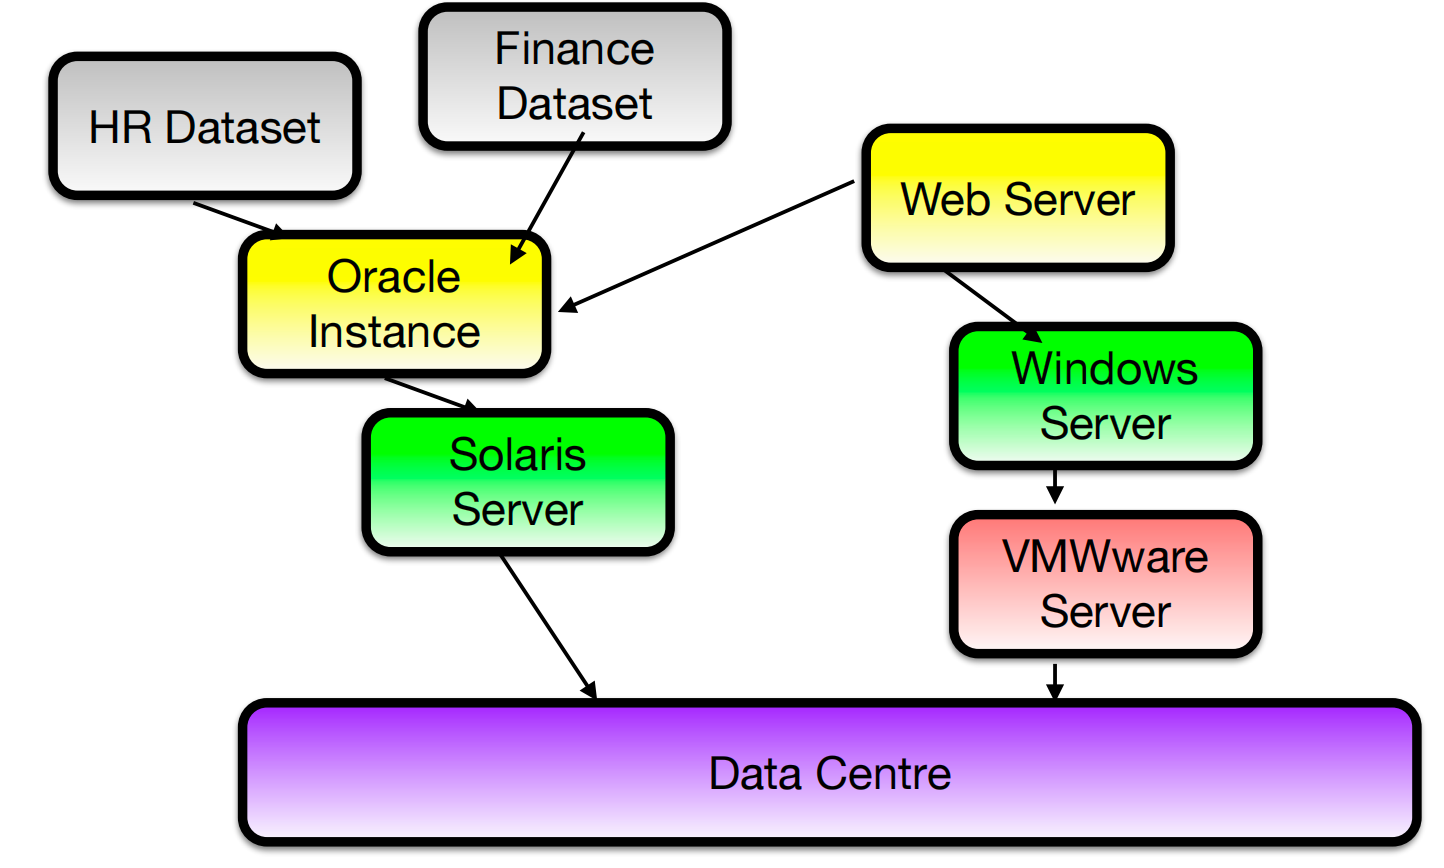 Finance
Dataset
HR Dataset
Web Server
Oracle
Instance
Windows
Server
Solaris
Server
VMWware
Server
Data Centre